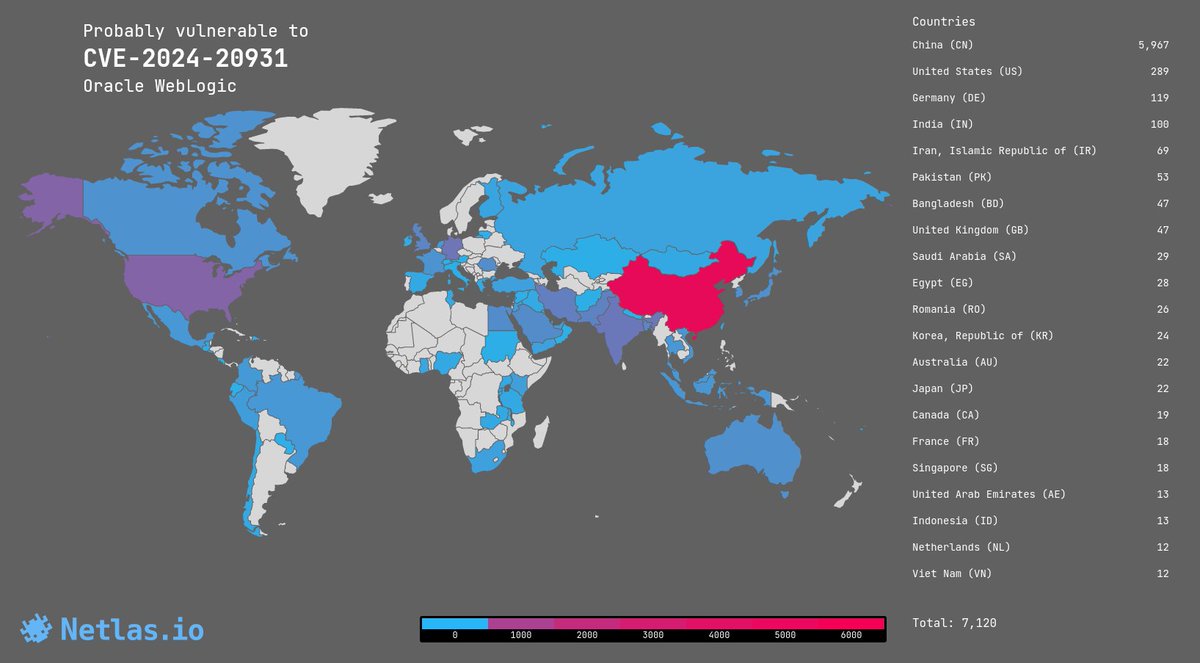 Probably vulnerable to
CVE-2024-20931
Oracle WebLogic
Countries
China (CN) 5,967
United States (US) 289
Germany (DE) 119
India (IN) 100
Iran, Islamic Republic of (IR) 69
Pakistan (PK) 53
Bangladesh (BD) 47
United Kingdom (GB) 47
Saudi Arabia (SA) 29
Egypt (EG) 28
Romania (RO) 26
Korea, Republic of (KR) 24
Australia (AU) 22
Japan (JP) 22
Canada (CA) 19
France (FR) 18
Singapore (SG) 18
United Arab Emirates (AE) 13
Indonesia (ID) 13
Netherlands (NL) 12
Viet Nam (VN) 12
Netlas.io
0 1000 2000 3000 4000 5000 6000
Total: 7,120